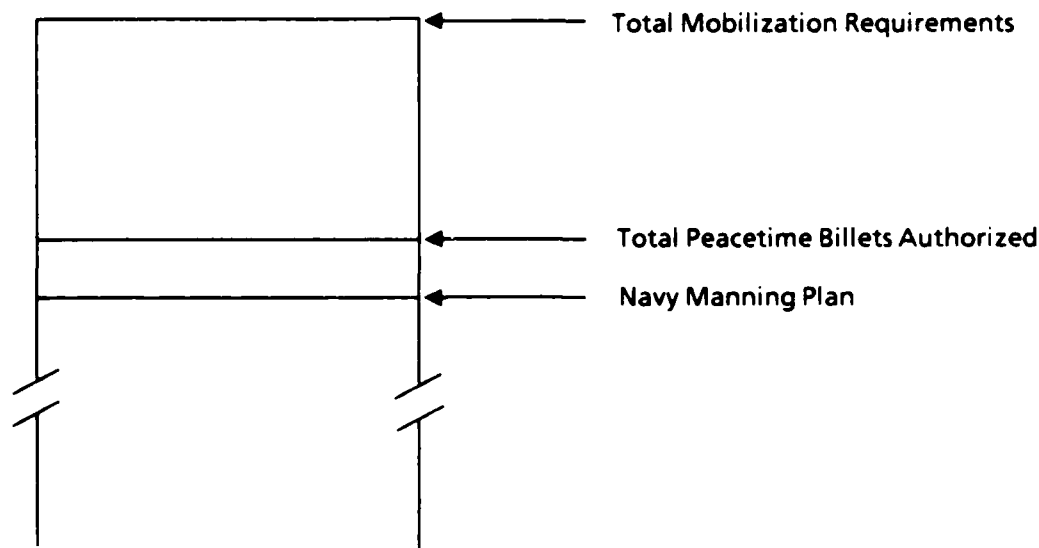 Total Mobilization Requirements
Total Peacetime Billets Authorized
Navy Manning Plan